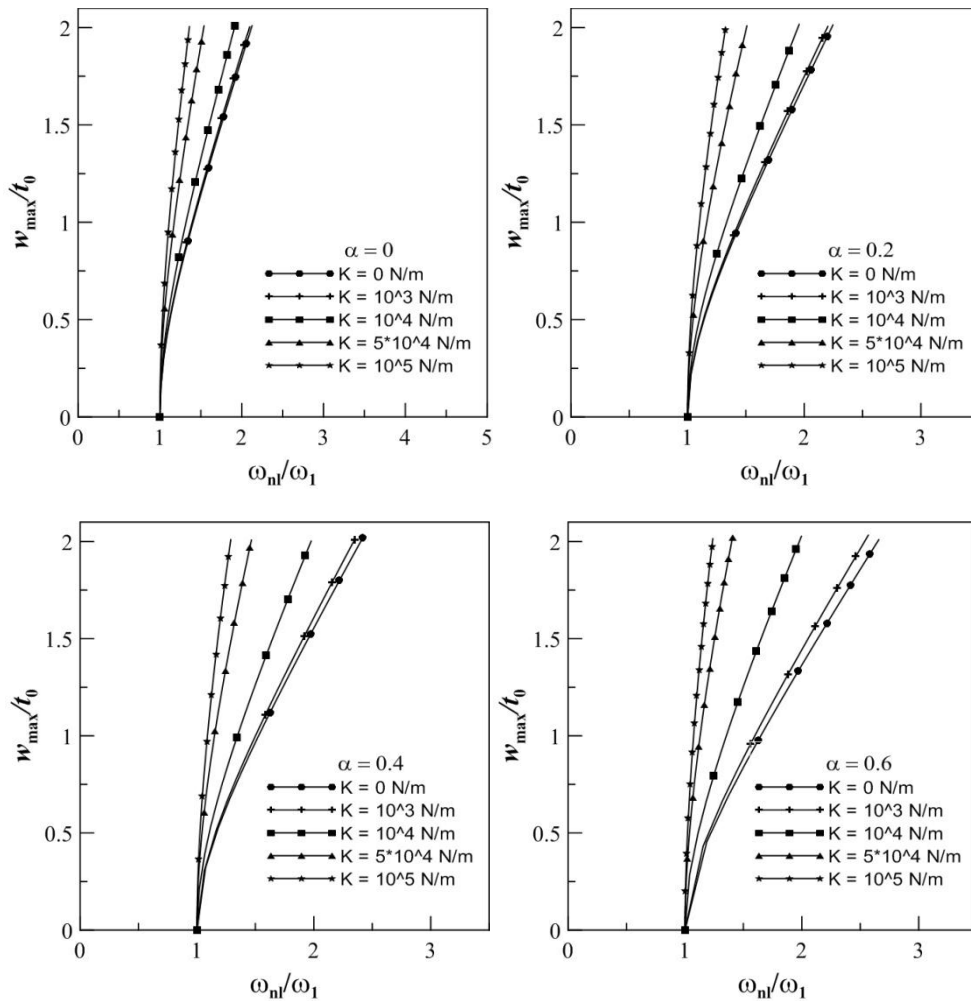 2
1.5
1
0.5
0
w_max/t_0
α = 0
K = 0 N/m
K = 10^3 N/m
K = 10^4 N/m
K = 5*10^4 N/m
K = 10^5 N/m
0 1 2 3 4 5
ω_nl/ω_1
2
1.5
1
0.5
0
w_max/t_0
α = 0.2
K = 0 N/m
K = 10^3 N/m
K = 10^4 N/m
K = 5*10^4 N/m
K = 10^5 N/m
0 1 2 3
ω_nl/ω_1
2
1.5
1
0.5
0
w_max/t_0
α = 0.4
K = 0 N/m
K = 10^3 N/m
K = 10^4 N/m
K = 5*10^4 N/m
K = 10^5 N/m
0 1 2 3
ω_nl/ω_1
2
1.5
1
0.5
0
w_max/t_0
α = 0.6
K = 0 N/m
K = 10^3 N/m
K = 10^4 N/m
K = 5*10^4 N/m
K = 10^5 N/m
0 1 2 3
ω_nl/ω_1